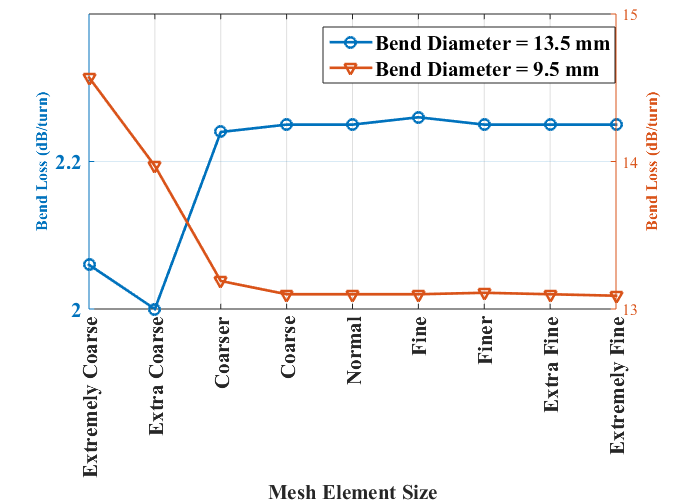 15
Bend Diameter = 13.5 mm
Bend Diameter = 9.5 mm
Bend Loss (dB/turn)
2.2
2
14
13
Bend Loss (dB/turn)
Extremely Coarse
Extra Coarse
Coarser
Coarse
Normal
Fine
Finer
Extra Fine
Extremely Fine
Mesh Element Size